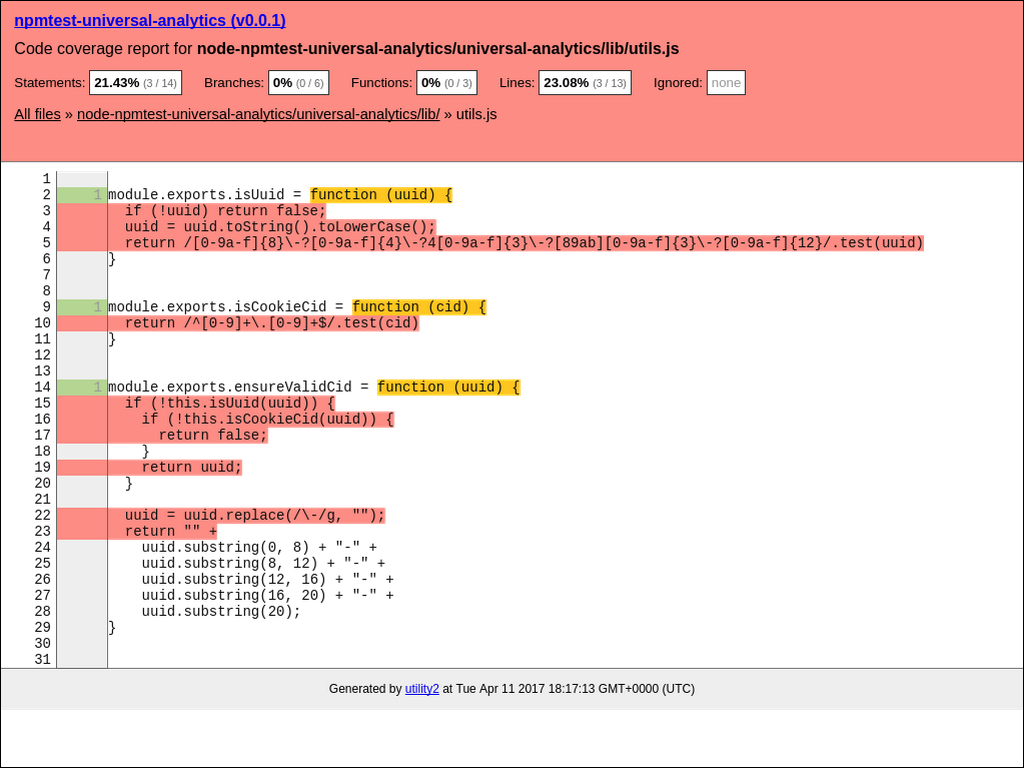 npmtest-universal-analytics (v0.0.1)
Code coverage report for node-npmtest-universal-analytics/universal-analytics/lib/utils.js
Statements: 21.43% (3 / 14) Branches: 0% (0 / 6) Functions: 0% (0 / 3) Lines: 23.08% (3 / 13) Ignored: none
All files » node-npmtest-universal-analytics/universal-analytics/lib/ » utils.js
1
2 1 module.exports.isUuid = function (uuid) {
3 if (!uuid) return false;
4 uuid = uuid.toString().toLowerCase();
5 return /[0-9a-f]{8}\-?[0-9a-f]{4}\-?4[0-9a-f]{3}\-?[89ab][0-9a-f]{3}\-?[0-9a-f]{12}/.test(uuid)
6 }
7
8
9 1 module.exports.isCookieCid = function (cid) {
10 return /^[0-9]+\.[0-9]+$/.test(cid)
11 }
12
13
14 1 module.exports.ensureValidCid = function (uuid) {
15 if (!this.isUuid(uuid)) {
16 if (!this.isCookieCid(uuid)) {
17 return false;
18 }
19 return uuid;
20 }
21
22 uuid = uuid.replace(/\-/g, "");
23 return "" +
24 uuid.substring(0, 8) + "-" +
25 uuid.substring(8, 12) + "-" +
26 uuid.substring(12, 16) + "-" +
27 uuid.substring(16, 20) + "-" +
28 uuid.substring(20);
29 }
30
31
Generated by utility2 at Tue Apr 11 2017 18:17:13 GMT+0000 (UTC)